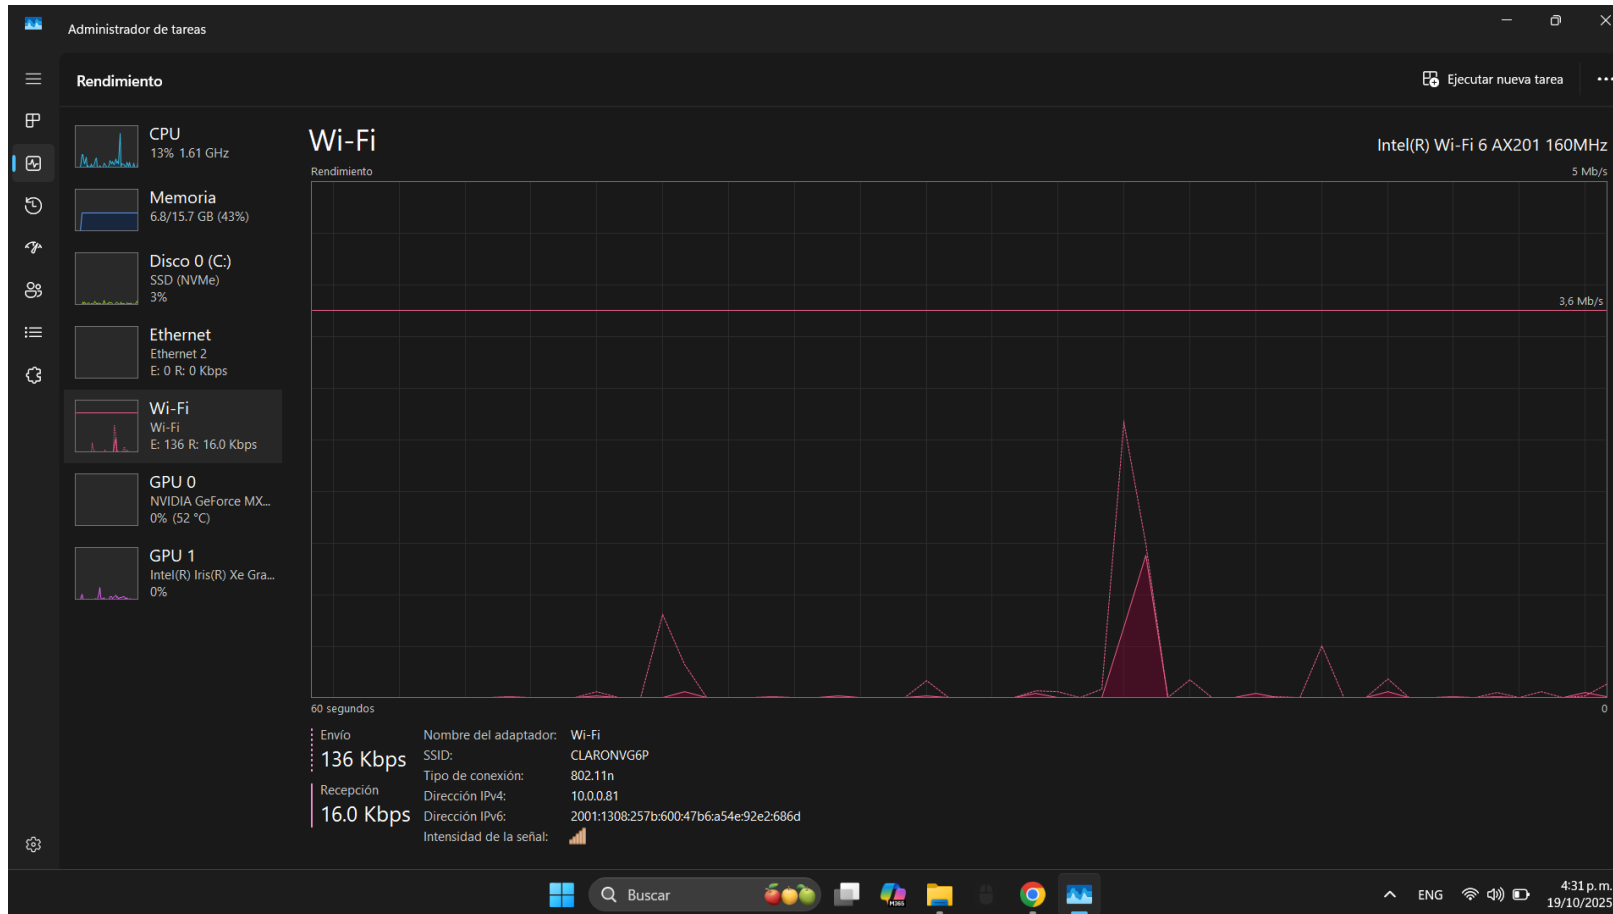 Administrador de tareas
Rendimiento
Ejecutar nueva tarea
CPU
13% 1.61 GHz
Memoria
6.8/15.7 GB (43%)
Disco 0 (C:)
SSD (NVMe)
3%
Ethernet
Ethernet 2
E: 0 R: 0 Kbps
Wi-Fi
Wi-Fi
E: 136 R: 16.0 Kbps
GPU 0
NVIDIA GeForce MX...
0% (52 °C)
GPU 1
Intel(R) Iris(R) Xe Gra...
0%
Wi-Fi
Intel(R) Wi-Fi 6 AX201 160MHz
Rendimiento
5 Mb/s
3,6 Mb/s
60 segundos
0
Envío
136 Kbps
Recepción
16.0 Kbps
Nombre del adaptador: Wi-Fi
SSID: CLARONVG6P
Tipo de conexión: 802.11n
Dirección IPv4: 10.0.0.81
Dirección IPv6: 2001:1308:257b:600:47b6:a54e:92e2:686d
Intensidad de la señal:
Buscar
M365
ENG
4:31 p. m.
19/10/2025